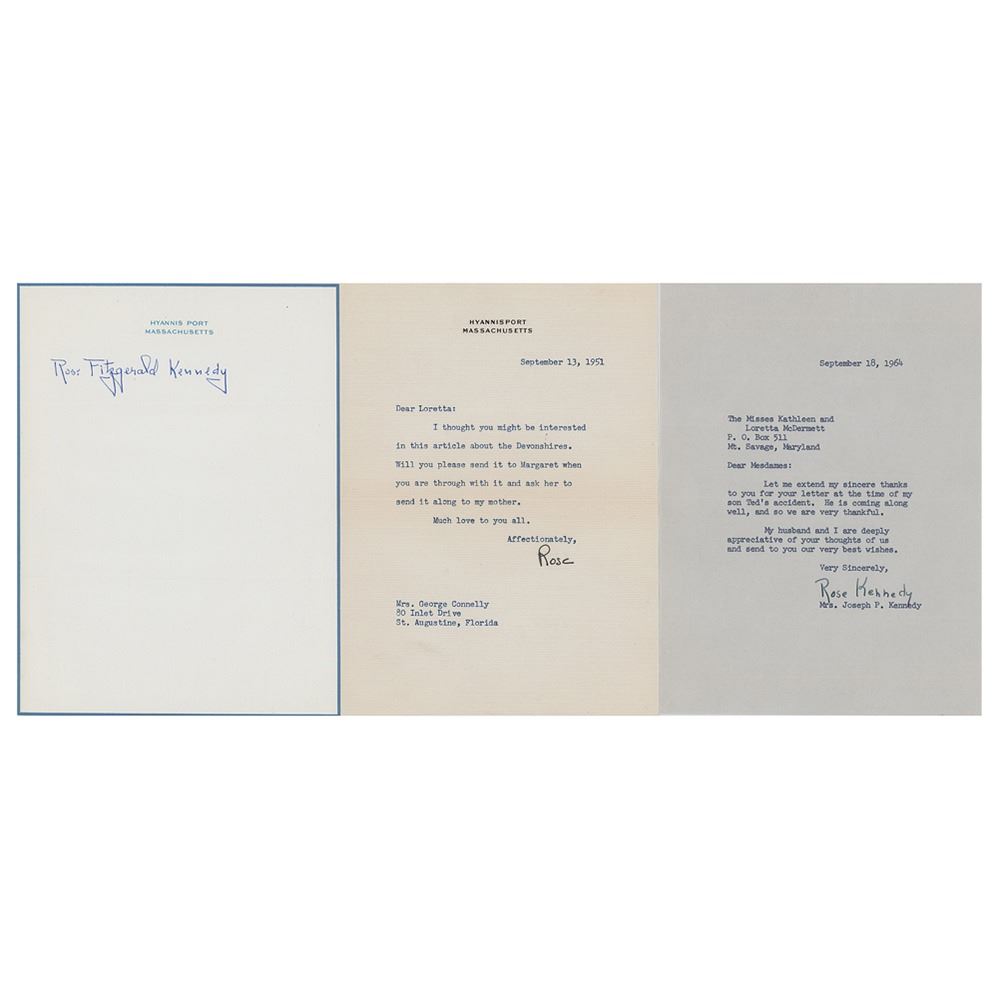 HYANNIS PORT
MASSACHUSETTS
Rose Fitzgerald Kennedy
HYANNISPORT
MASSACHUSETTS
September 13, 1951
Dear Loretta:
I thought you might be interested
in this article about the Devonshires.
Will you please send it to Margaret when
you are through with it and ask her to
send it along to my mother.
Much love to you all.
Affectionately,
Rose
Mrs. George Connelly
80 Inlet Drive
St. Augustine, Florida
September 18, 1964
The Misses Kathleen and
Loretta McDermett
P. O. Box 511
Mt. Savage, Maryland
Dear Mesdames:
Let me extend my sincere thanks
to you for your letter at the time of my
son Ted's accident. He is coming along
well, and so we are very thankful.
My husband and I are deeply
appreciative of your thoughts of us
and send to you our very best wishes.
Very Sincerely,
Rose Kennedy
Mrs. Joseph P. Kennedy